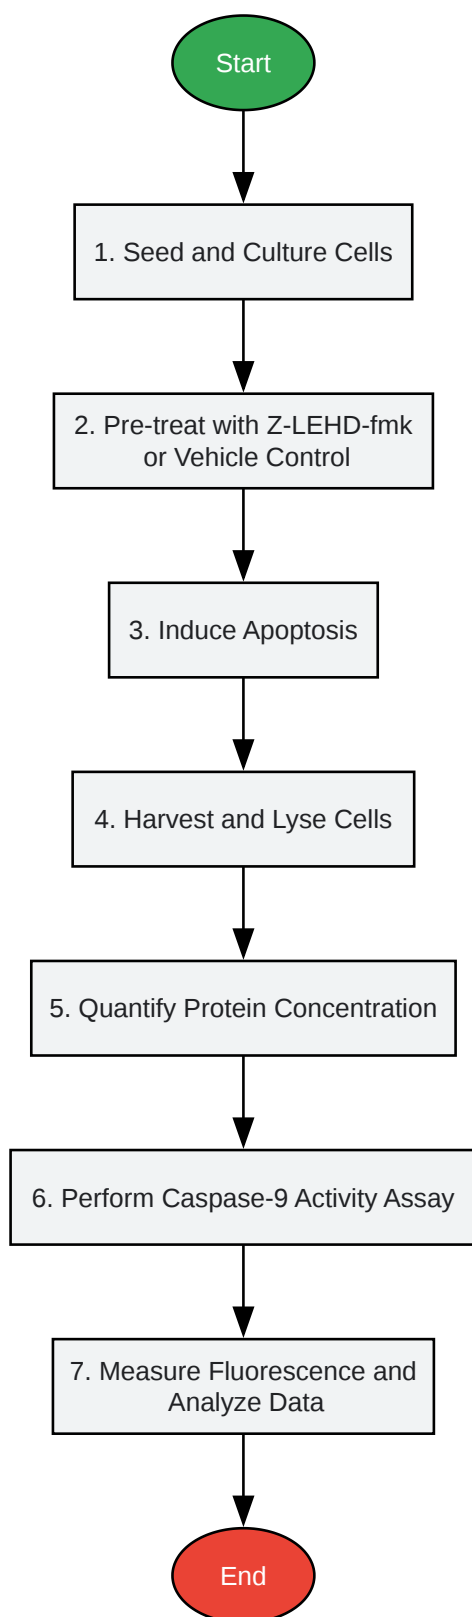 Start
1. Seed and Culture Cells
2. Pre-treat with Z-LEHD-fmk
or Vehicle Control
3. Induce Apoptosis
4. Harvest and Lyse Cells
5. Quantify Protein Concentration
6. Perform Caspase-9 Activity Assay
7. Measure Fluorescence and
Analyze Data
End